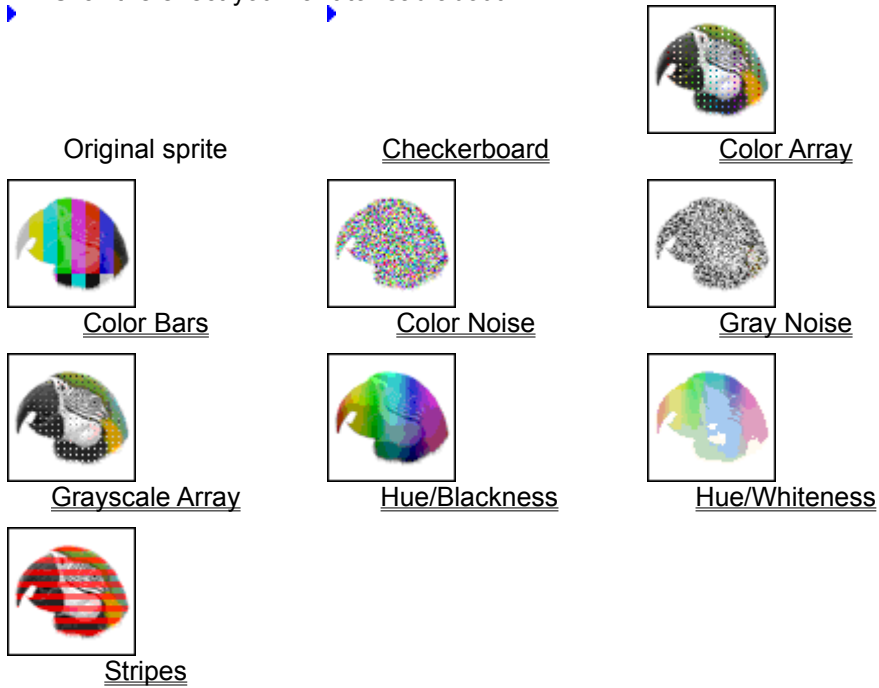 Original sprite Checkerboard Color Array
Color Bars Color Noise Gray Noise
Grayscale Array Hue/Blackness Hue/Whiteness
Stripes